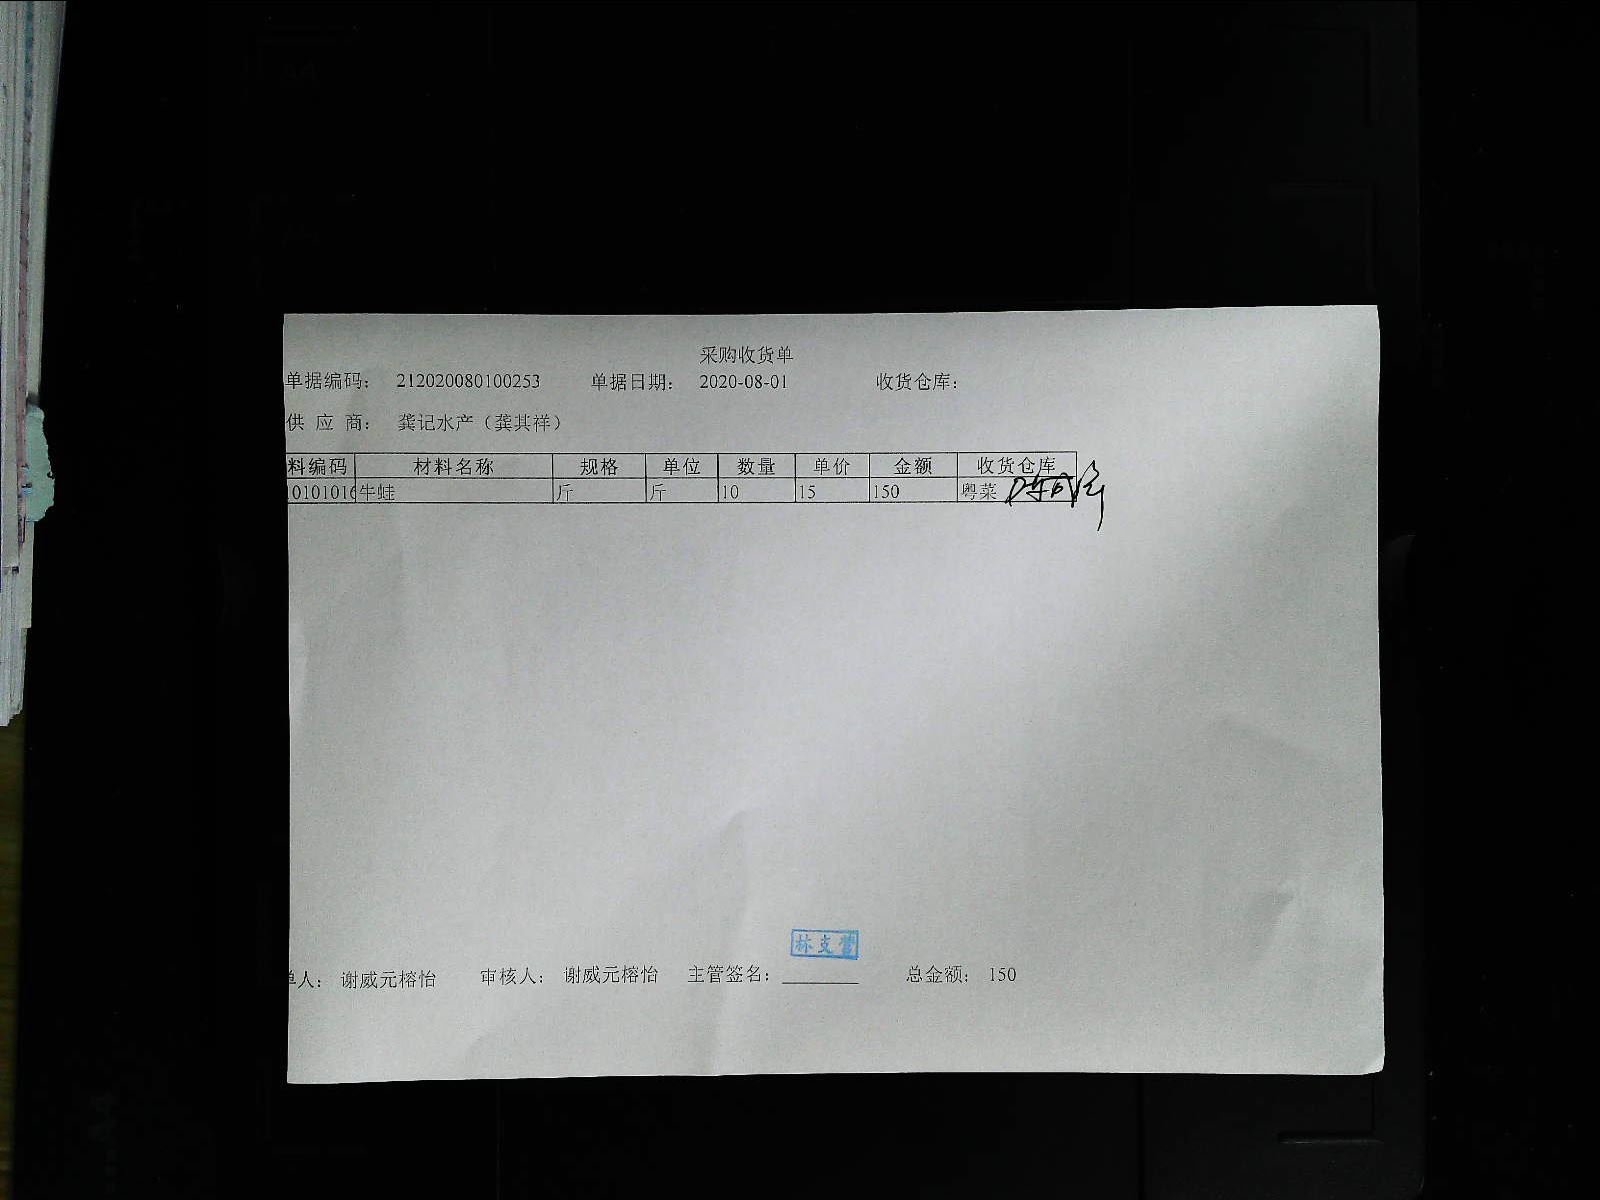 采购收货单
单据编码： 212020080100253 单据日期： 2020-08-01 收货仓库：
供 应 商： 龚记水产（龚其祥）
料编码 材料名称 规格 单位 数量 单价 金额 收货仓库
10101016 牛蛙 斤 斤 10 15 150 粤菜
林支营
单人： 谢威元榕怡 审核人： 谢威元榕怡 主管签名： 总金额： 150